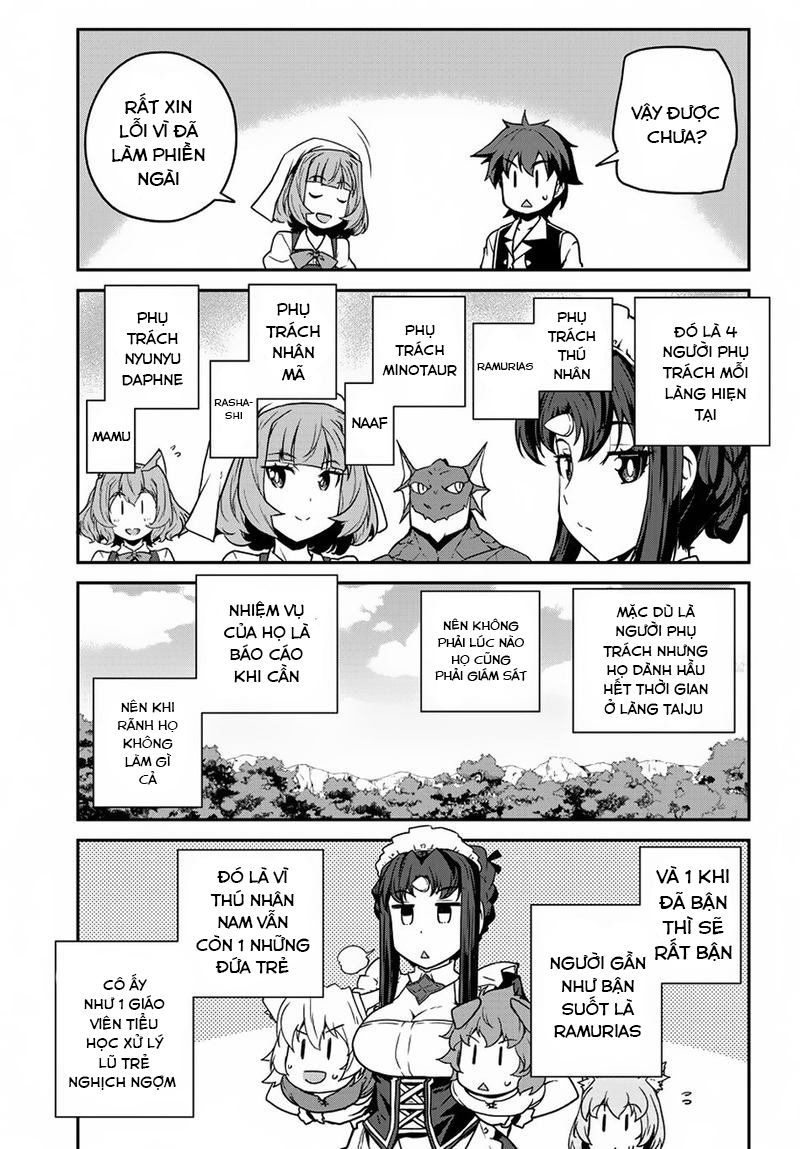 VẬY ĐƯỢC
CHƯA?
RẤT XIN
LỖI VÌ ĐÃ
LÀM PHIỀN
NGÀI
ĐÓ LÀ 4
NGƯỜI PHỤ
TRÁCH MỖI
LÀNG HIỆN
TẠI
PHỤ
TRÁCH
THÚ
NHÂN
RAMURIAS
PHỤ
TRÁCH
MINOTAUR
NAAF
PHỤ
TRÁCH
NHÂN
MÃ
RASHA-
SHI
PHỤ
TRÁCH
NYUNYU
DAPHNE
MAMU
MẶC DÙ LÀ
NGƯỜI PHỤ
TRÁCH NHƯNG
HỌ DÀNH HẦU
HẾT THỜI GIAN
Ở LÀNG TAIJU
NÊN KHÔNG
PHẢI LÚC NÀO
HỌ CŨNG
PHẢI GIÁM SÁT
NHIỆM VỤ
CỦA HỌ LÀ
BÁO CÁO
KHI CẦN
NÊN KHI
RÃNH HỌ
KHÔNG
LÀM GÌ
CẢ
VÀ 1 KHI
ĐÃ BẬN
THÌ SẼ
RẤT BẬN
NGƯỜI GẦN
NHƯ BẬN
SUỐT LÀ
RAMURIAS
ĐÓ LÀ VÌ
THÚ NHÂN
NAM VẪN
CÒN 1 NHỮNG
ĐỨA TRẺ
CÔ ẤY
NHƯ 1 GIÁO
VIÊN TIỂU
HỌC XỬ LÝ
LŨ TRẺ
NGHỊCH NGỢM